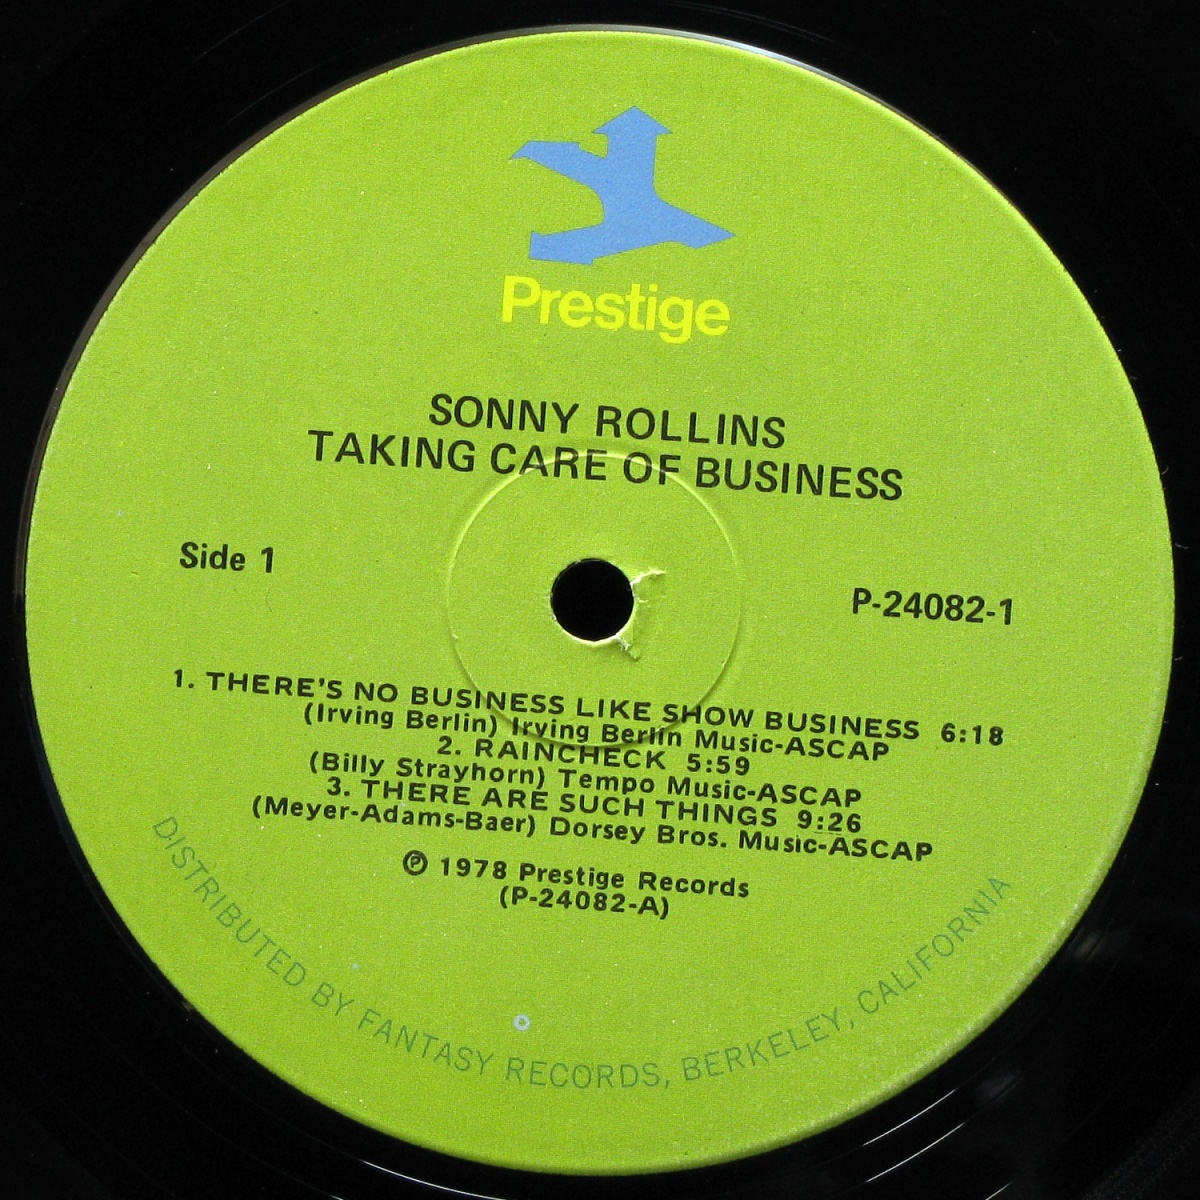 Prestige
SONNY ROLLINS
TAKING CARE OF BUSINESS
Side 1
P-24082-1
1. THERE'S NO BUSINESS LIKE SHOW BUSINESS 6:18
(Irving Berlin) Irving Berlin Music-ASCAP
2. RAINCHECK 5:59
(Billy Strayhorn) Tempo Music-ASCAP
3. THERE ARE SUCH THINGS 9:26
(Meyer-Adams-Baer) Dorsey Bros. Music-ASCAP
℗ 1978 Prestige Records
(P-24082-A)
DISTRIBUTED BY FANTASY RECORDS, BERKELEY, CALIFORNIA